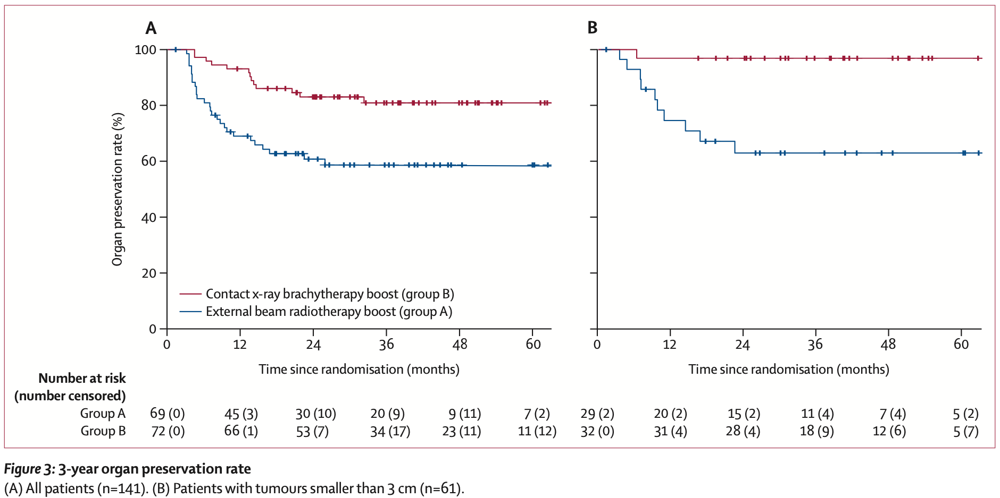 A
B
100
80
60
40
20
0
Organ preservation rate (%)
Contact x-ray brachytherapy boost (group B)
External beam radiotherapy boost (group A)
0 12 24 36 48 60
0 12 24 36 48 60
Time since randomisation (months)
Time since randomisation (months)
Number at risk
(number censored)
Group A 69 (0) 45 (3) 30 (10) 20 (9) 9 (11) 7 (2) 29 (2) 20 (2) 15 (2) 11 (4) 7 (4) 5 (2)
Group B 72 (0) 66 (1) 53 (7) 34 (17) 23 (11) 11 (12) 32 (0) 31 (4) 28 (4) 18 (9) 12 (6) 5 (7)
Figure 3: 3-year organ preservation rate
(A) All patients (n=141). (B) Patients with tumours smaller than 3 cm (n=61).